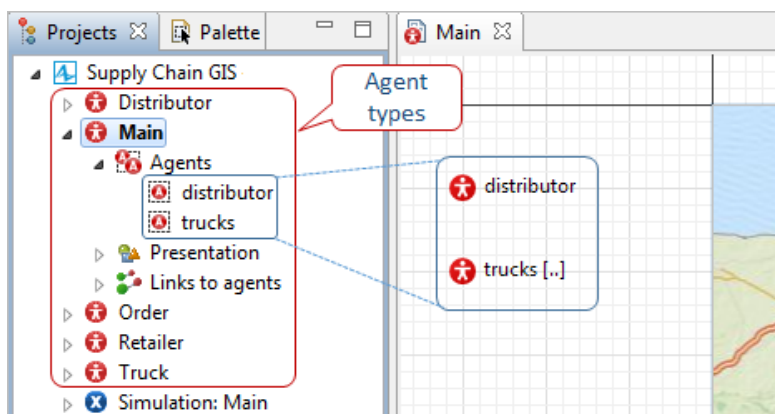 Projects
Palette
Main
Supply Chain GIS
Agent
types
Distributor
Main
Agents
distributor
trucks
Presentation
Links to agents
Order
Retailer
Truck
Simulation: Main
distributor
trucks [..]